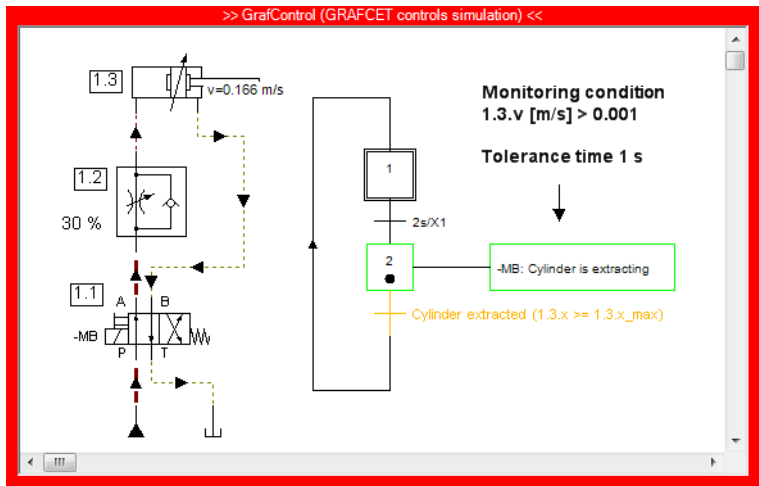 >> GrafControl (GRAFCET controls simulation) <<
1.3
v=0.166 m/s
Monitoring condition
1.3.v [m/s] > 0.001
Tolerance time 1 s
1
1.2
30 %
2s/X1
2
-MB: Cylinder is extracting
1.1
A
B
-MB
P
T
Cylinder extracted (1.3.x >= 1.3.x_max)